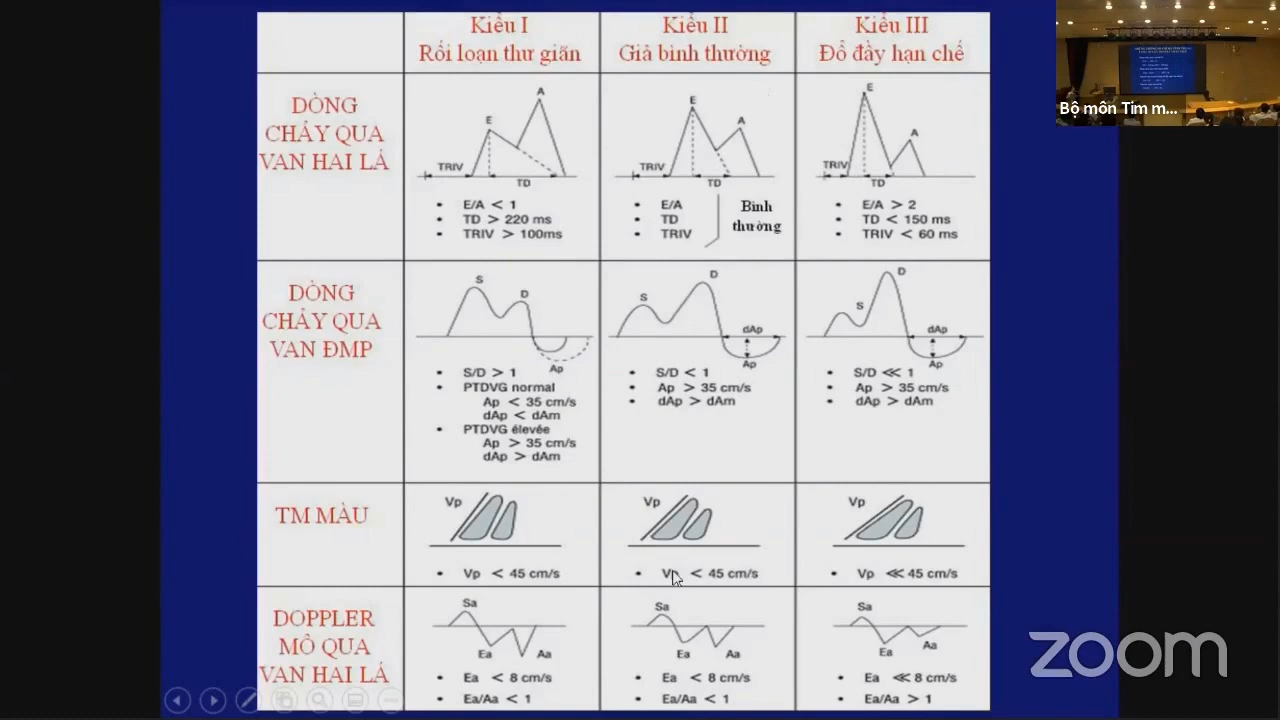 Kiểu I
Rối loạn thư giãn
Kiểu II
Giả bình thường
Kiểu III
Đổ đầy hạn chế
DÒNG
CHẢY QUA
VAN HAI LÁ
E
A
TRIV
TD
• E/A < 1
• TD > 220 ms
• TRIV > 100ms
E
A
TRIV
TD
• E/A
• TD
• TRIV
Bình
thường
E
A
TRIV
TD
• E/A > 2
• TD < 150 ms
• TRIV < 60 ms
DÒNG
CHẢY QUA
VAN ĐMP
S
D
Ap
• S/D > 1
• PTDVG normal
Ap < 35 cm/s
dAp < dAm
• PTDVG élevée
Ap > 35 cm/s
dAp > dAm
S
D
dAp
Ap
• S/D < 1
• Ap > 35 cm/s
• dAp > dAm
S
D
dAp
Ap
• S/D << 1
• Ap > 35 cm/s
• dAp > dAm
TM MÀU
Vp
• Vp < 45 cm/s
Vp
• Vp < 45 cm/s
Vp
• Vp << 45 cm/s
DOPPLER
MÔ QUA
VAN HAI LÁ
Sa
Ea
Aa
• Ea < 8 cm/s
• Ea/Aa < 1
Sa
Ea
Aa
• Ea < 8 cm/s
• Ea/Aa < 1
Sa
Ea
Aa
• Ea << 8 cm/s
• Ea/Aa > 1
Bộ môn Tim m...
zoom